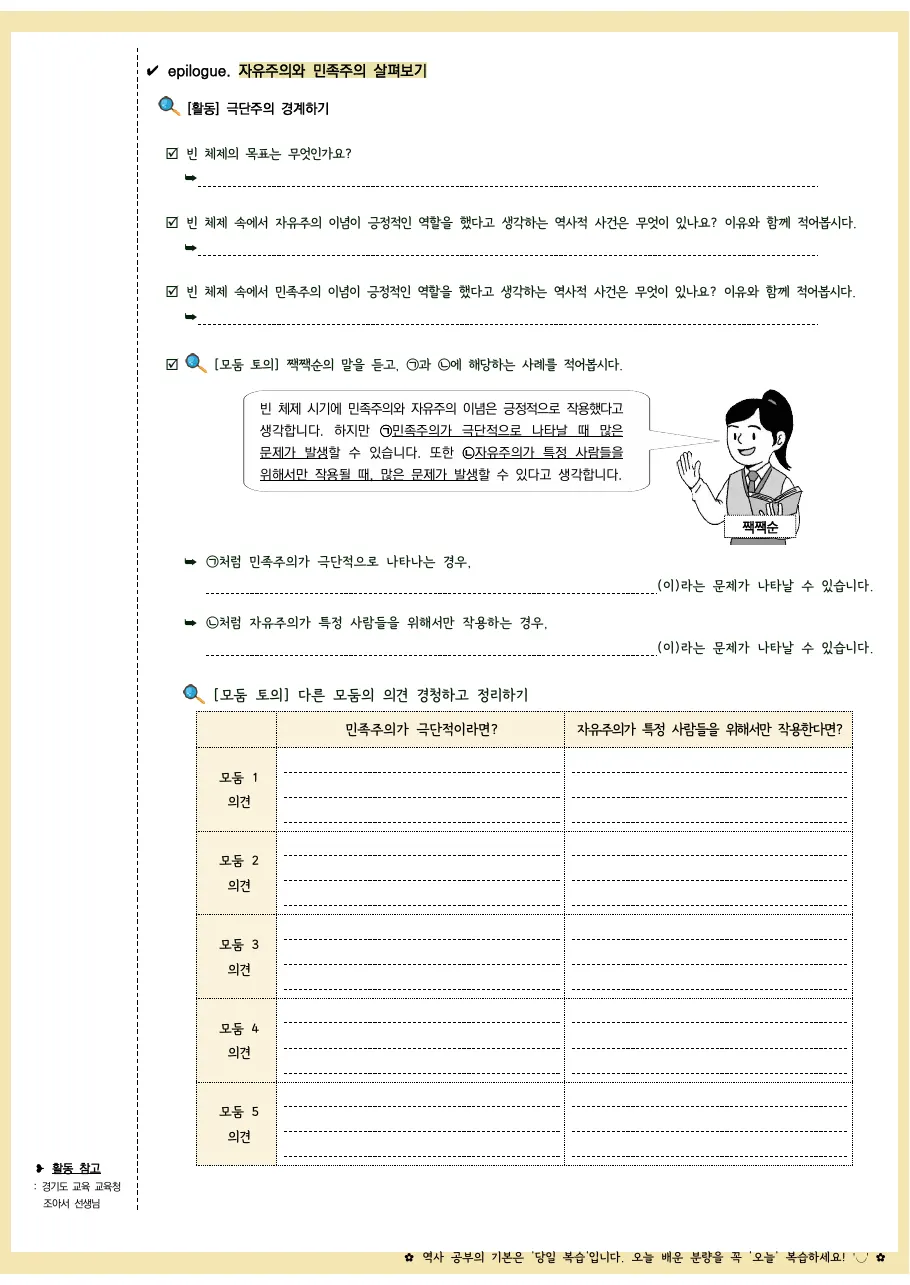 ✔ epilogue. 자유주의와 민족주의 살펴보기
[활동] 극단주의 경계하기
☑ 빈 체제의 목표는 무엇인가요?
➥
☑ 빈 체제 속에서 자유주의 이념이 긍정적인 역할을 했다고 생각하는 역사적 사건은 무엇이 있나요? 이유와 함께 적어봅시다.
➥
☑ 빈 체제 속에서 민족주의 이념이 긍정적인 역할을 했다고 생각하는 역사적 사건은 무엇이 있나요? 이유와 함께 적어봅시다.
➥
☑ [모둠 토의] 짹짹순의 말을 듣고, ㉠과 ㉡에 해당하는 사례를 적어봅시다.
빈 체제 시기에 민족주의와 자유주의 이념은 긍정적으로 작용했다고
생각합니다. 하지만 ㉠민족주의가 극단적으로 나타날 때 많은
문제가 발생할 수 있습니다. 또한 ㉡자유주의가 특정 사람들을
위해서만 작용될 때, 많은 문제가 발생할 수 있다고 생각합니다.
짹짹순
➥ ㉠처럼 민족주의가 극단적으로 나타나는 경우,
(이)라는 문제가 나타날 수 있습니다.
➥ ㉡처럼 자유주의가 특정 사람들을 위해서만 작용하는 경우,
(이)라는 문제가 나타날 수 있습니다.
[모둠 토의] 다른 모둠의 의견 경청하고 정리하기
민족주의가 극단적이라면? 자유주의가 특정 사람들을 위해서만 작용한다면?
모둠 1
의견
모둠 2
의견
모둠 3
의견
모둠 4
의견
모둠 5
의견
❥ 활동 참고
: 경기도 교육 교육청
조아서 선생님
✿ 역사 공부의 기본은 '당일 복습'입니다. 오늘 배운 분량을 꼭 '오늘' 복습하세요! '◡' ✿